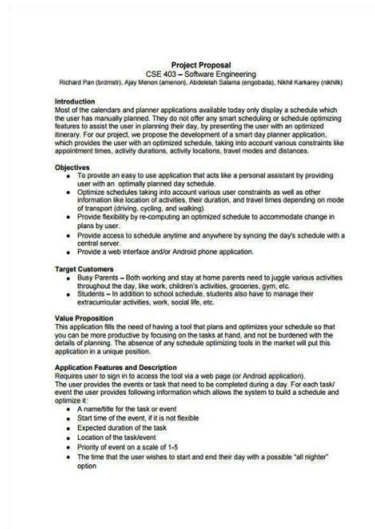 Project Proposal
CSE 403 – Software Engineering
Richard Pan (brdmstr), Ajay Menon (amenon), Abdelelah Salama (engobada), Nikhil Karkarey (nikhilk)
Introduction
Most of the calendars and planner applications available today only display a schedule which
the user has manually planned. They do not offer any smart scheduling or schedule optimizing
features to assist the user in planning their day, by presenting the user with an optimized
itinerary. For our project, we propose the development of a smart day planner application,
which provides the user with an optimized schedule, taking into account various constraints like
appointment times, activity durations, activity locations, travel modes and distances.
Objectives
● To provide an easy to use application that acts like a personal assistant by providing
user with an optimally planned day schedule.
● Optimize schedules taking into account various user constraints as well as other
information like location of activities, their duration, and travel times depending on mode
of transport (driving, cycling, and walking).
● Provide flexibility by re-computing an optimized schedule to accommodate change in
plans by user.
● Provide access to schedule anytime and anywhere by syncing the day's schedule with a
central server.
● Provide a web interface and/or Android phone application.
Target Customers
● Busy Parents – Both working and stay at home parents need to juggle various activities
throughout the day, like work, children's activities, groceries, gym, etc.
● Students – In addition to school schedule, students also have to manage their
extracurricular activities, work, social life, etc.
Value Proposition
This application fills the need of having a tool that plans and optimizes your schedule so that
you can be more productive by focusing on the tasks at hand, and not be burdened with the
details of planning. The absence of any schedule optimizing tools in the market will put this
application in a unique position.
Application Features and Description
Requires user to sign in to access the tool via a web page (or Android application).
The user provides the events or task that need to be completed during a day. For each task/
event the user provides following information which allows the system to build a schedule and
optimize it:
● A name/title for the task or event
● Start time of the event, if it is not flexible
● Expected duration of the task
● Location of the task/event
● Priority of event on a scale of 1-5
● The time that the user wishes to start and end their day with a possible "all nighter"
option